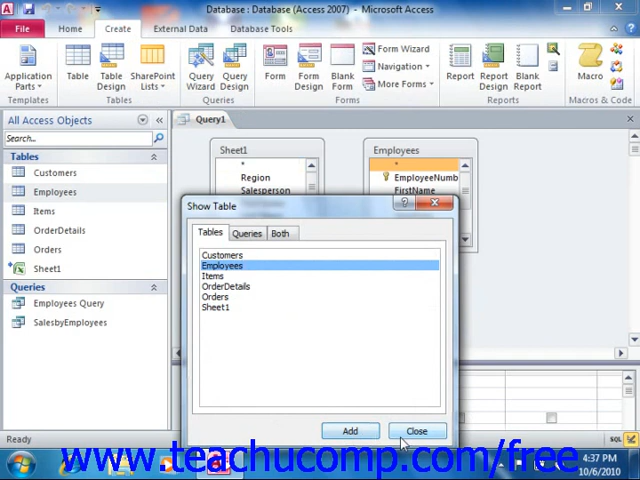 Database : Database (Access 2007) - Microsoft Access
File Home Create External Data Database Tools
Application Parts Table Table Design SharePoint Lists Query Wizard Query Design Form Form Design Blank Form Form Wizard Navigation More Forms Report Report Design Blank Report Macro
Templates Tables Queries Forms Reports Macros & Code
All Access Objects
Query1
Search...
Tables
Customers
Employees
Items
OrderDetails
Orders
Sheet1
Queries
Employees Query
SalesbyEmployees
Sheet1
*
Region
Salesperson
Employees
*
EmployeeNumb
FirstName
Show Table
Tables Queries Both
Customers
Employees
Items
OrderDetails
Orders
Sheet1
Add Close
Ready
SQL
www.teachucomp.com/free
4:37 PM
10/6/2010